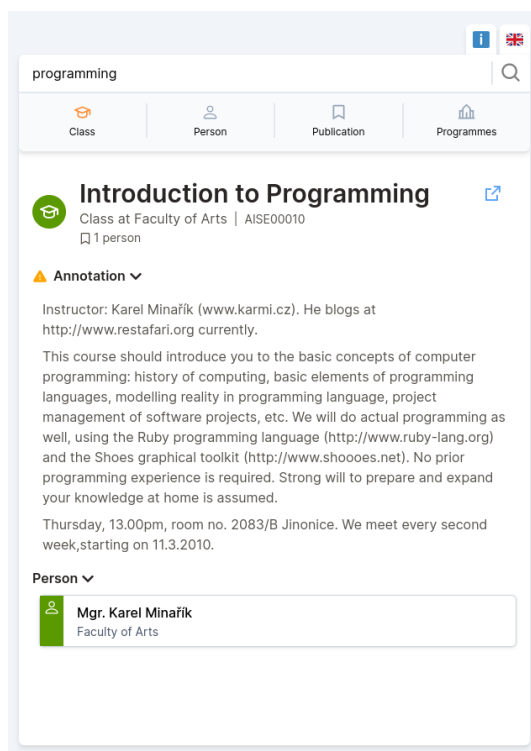 i
programming
Class
Person
Publication
Programmes
Introduction to Programming
Class at Faculty of Arts | AISE00010
1 person
Annotation
Instructor: Karel Minařík (www.karmi.cz). He blogs at
http://www.restafari.org currently.
This course should introduce you to the basic concepts of computer
programming: history of computing, basic elements of programming
languages, modelling reality in programming language, project
management of software projects, etc. We will do actual programming as
well, using the Ruby programming language (http://www.ruby-lang.org)
and the Shoes graphical toolkit (http://www.shoooes.net). No prior
programming experience is required. Strong will to prepare and expand
your knowledge at home is assumed.
Thursday, 13.00pm, room no. 2083/B Jinonice. We meet every second
week,starting on 11.3.2010.
Person
Mgr. Karel Minařík
Faculty of Arts